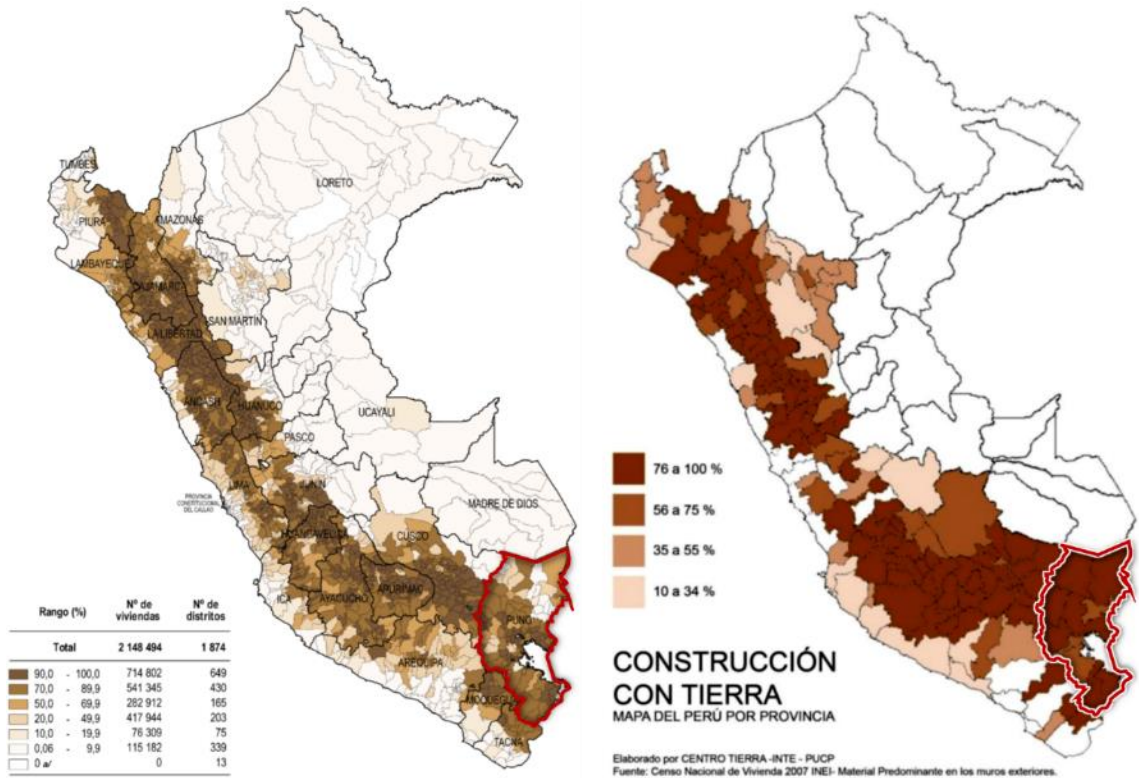 TUMBES
LORETO
PIURA
AMAZONAS
LAMBAYEQUE
CAJAMARCA
SAN MARTÍN
LA LIBERTAD
ANCASH
HUANUCO
UCAYALI
PASCO
LIMA
JUNIN
PROVINCIA
CONSTITUCIONAL
DEL CALLAO
MADRE DE DIOS
CUSCO
HUANCAVELICA
APURIMAC
ICA
AYACUCHO
PUNO
AREQUIPA
MOQUEGUA
TACNA
Rango (%) Nº de viviendas Nº de distritos
Total 2 148 494 1 874
90,0 - 100,0 714 802 649
70,0 - 89,9 541 345 430
50,0 - 69,9 282 912 165
20,0 - 49,9 417 944 203
10,0 - 19,9 76 309 75
0,06 - 9,9 115 182 339
0 a/ 0 13
76 a 100 %
56 a 75 %
35 a 55 %
10 a 34 %
CONSTRUCCIÓN
CON TIERRA
MAPA DEL PERÚ POR PROVINCIA
Elaborado por CENTRO TIERRA -INTE - PUCP
Fuente: Censo Nacional de Vivienda 2007 INEI- Material Predominante en los muros exteriores.